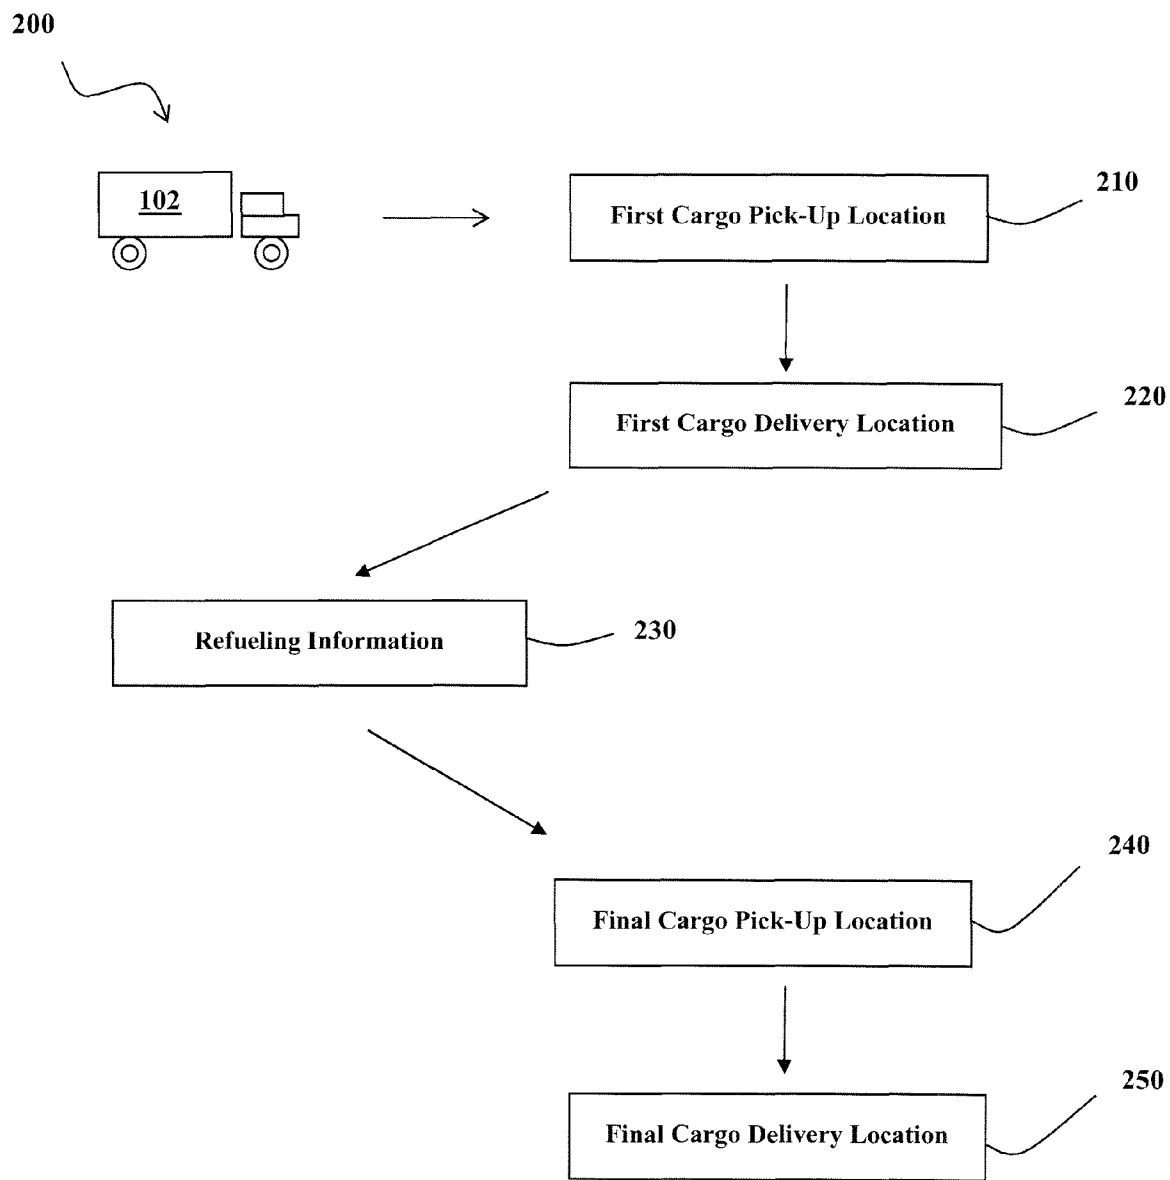 200
102
210
First Cargo Pick-Up Location
220
First Cargo Delivery Location
Refueling Information
230
240
Final Cargo Pick-Up Location
250
Final Cargo Delivery Location